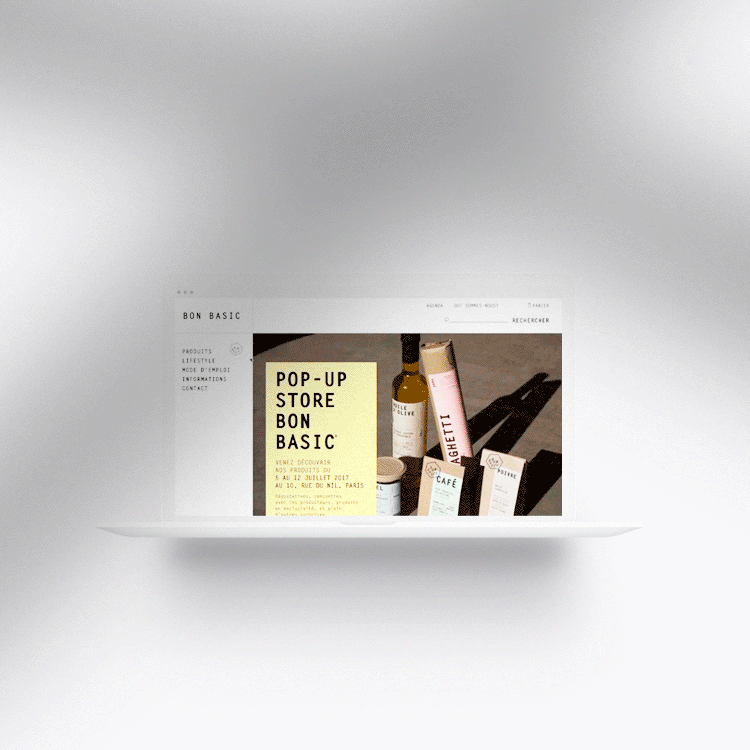 BON BASIC
AGENDA
QUI SOMMES-NOUS?
PANIER
RECHERCHER
PRODUITS
LIFESTYLE
MODE D'EMPLOI
INFORMATIONS
CONTACT
POP-UP
STORE
BON
BASIC
VENEZ DÉCOUVRIR
NOS PRODUITS DU
6 AU 12 JUILLET 2017
AU 10, RUE DU NIL, PARIS
Dégustations, rencontres
avec les producteurs, produits
en exclusivité, et plein
d'autres surprises
D'OLIVE
AGHETTI
EL
CAFÉ
POIVRE